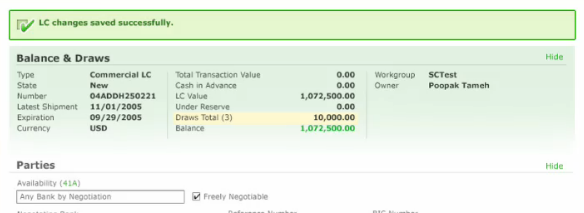 LC changes saved successfully.
Balance & Draws Hide
Type Commercial LC Total Transaction Value 0.00 Workgroup SCTest
State New Cash in Advance 0.00 Owner Poopak Tameh
Number 04ADDH250221 LC Value 1,072,500.00
Latest Shipment 11/01/2005 Under Reserve 0.00
Expiration 09/29/2005 Draws Total (3) 10,000.00
Currency USD Balance 1,072,500.00
Parties Hide
Availability (41A)
Any Bank by Negotiation Freely Negotiable
Reference Number